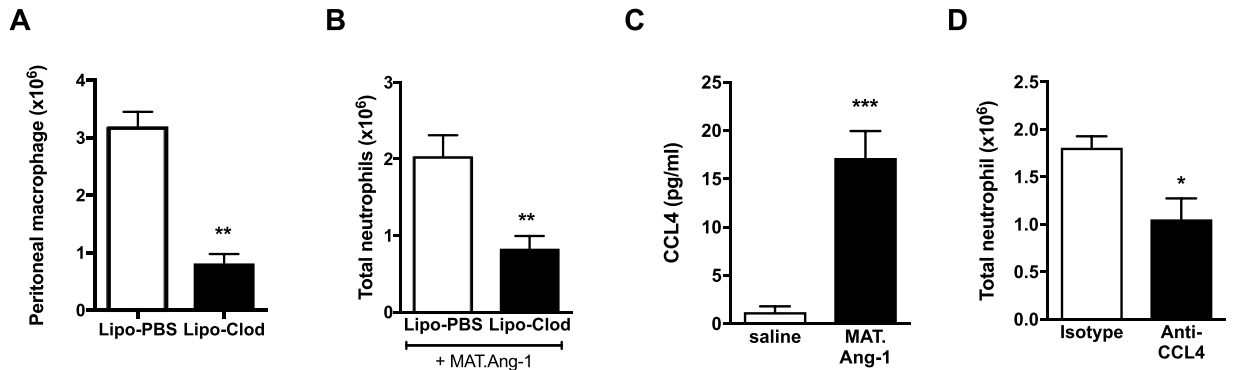 A
Peritoneal macrophage (x10⁶)
4
3
2
1
0
**
Lipo-PBS Lipo-Clod
B
Total neutrophils (x10⁶)
3
2
1
0
**
Lipo-PBS Lipo-Clod
+ MAT.Ang-1
C
CCL4 (pg/ml)
25
20
15
10
5
0
***
saline
MAT.
Ang-1
D
Total neutrophil (x10⁶)
2.5
2.0
1.5
1.0
0.5
0.0
*
Isotype
Anti-
CCL4